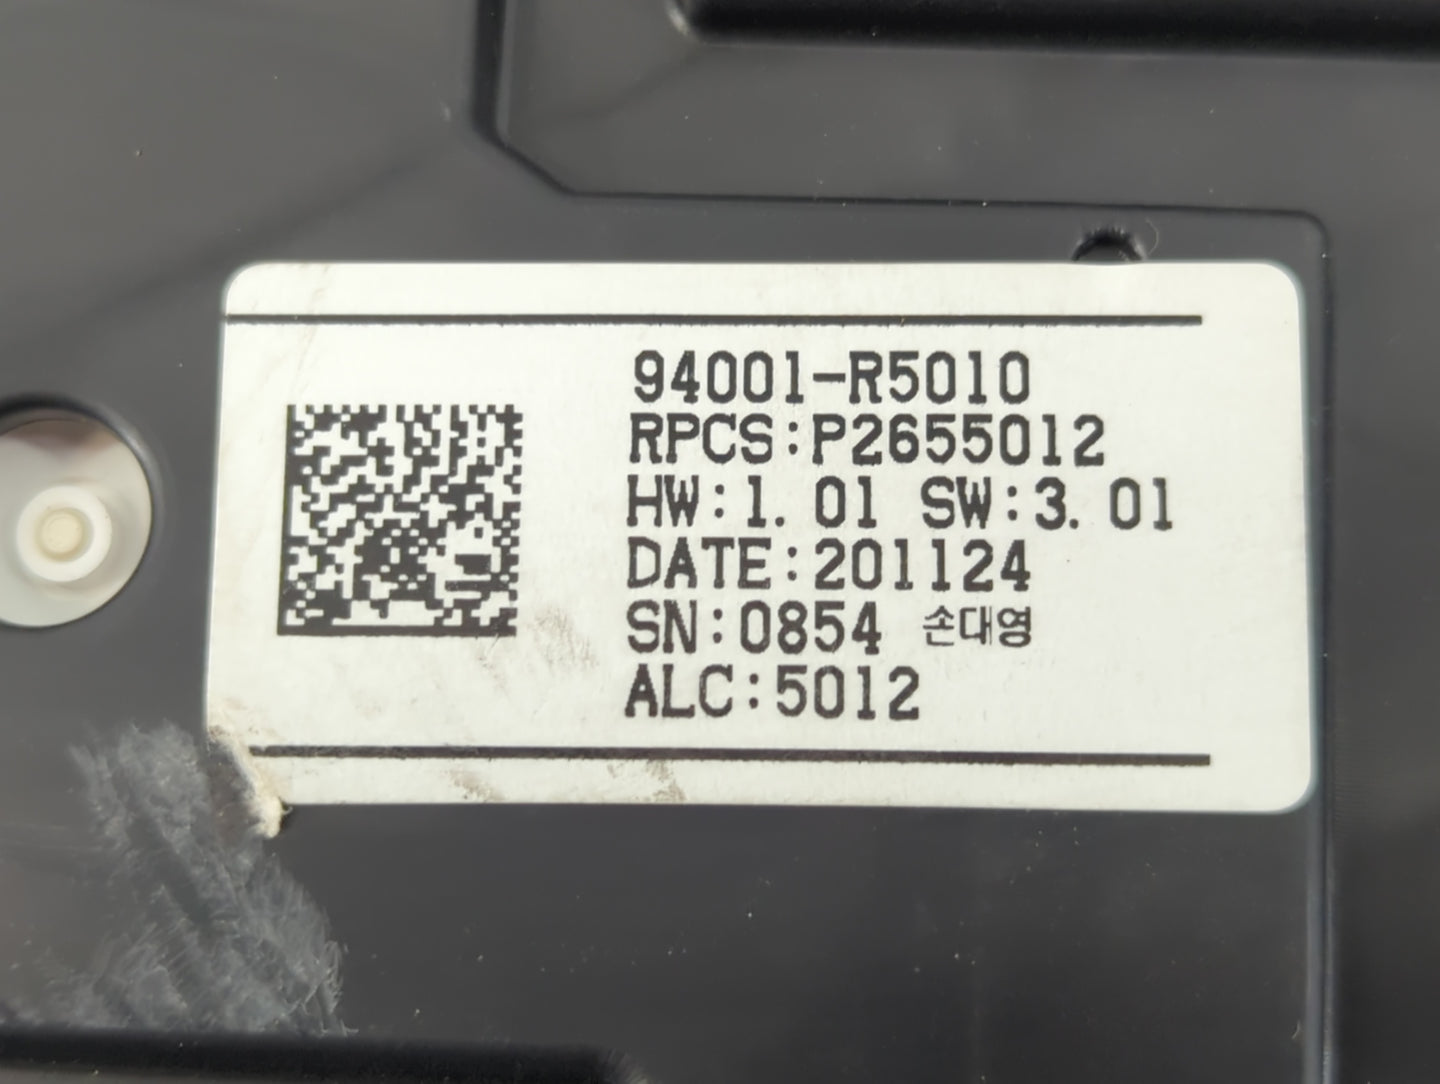 94001-R5010
RPCS:P2655012
HW:1.01 SW:3.01
DATE:201124
SN:0854 손대영
ALC:5012